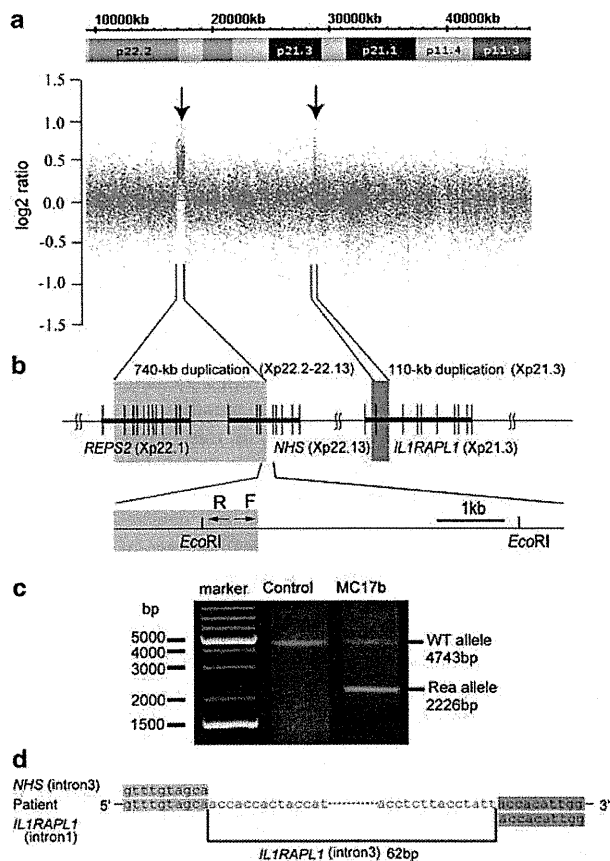 a
10000kb 20000kb 30000kb 40000kb
p22.2 p21.3 p21.1 p11.4 p11.3
1.5
1.0
0.5
0.0
-0.5
-1.0
-1.5
log2 ratio
b
740-kb duplication (Xp22.2-22.13) 110-kb duplication (Xp21.3)
REPS2 (Xp22.1) NHS (Xp22.13) IL1RAPL1 (Xp21.3)
R F 1kb
EcoRI EcoRI
c
marker Control MC17b
bp
5000
4000
3000
2000
1500
WT allele
4743bp
Rea allele
2226bp
d
NHS (intron3) gtttgtagca
Patient 5' gtttgtagcaaccaccactaccat--------acctcttacctattaccacattgg 3'
IL1RAPL1 accacattgg
(intron1)
IL1RAPL1 (intron3) 62bp